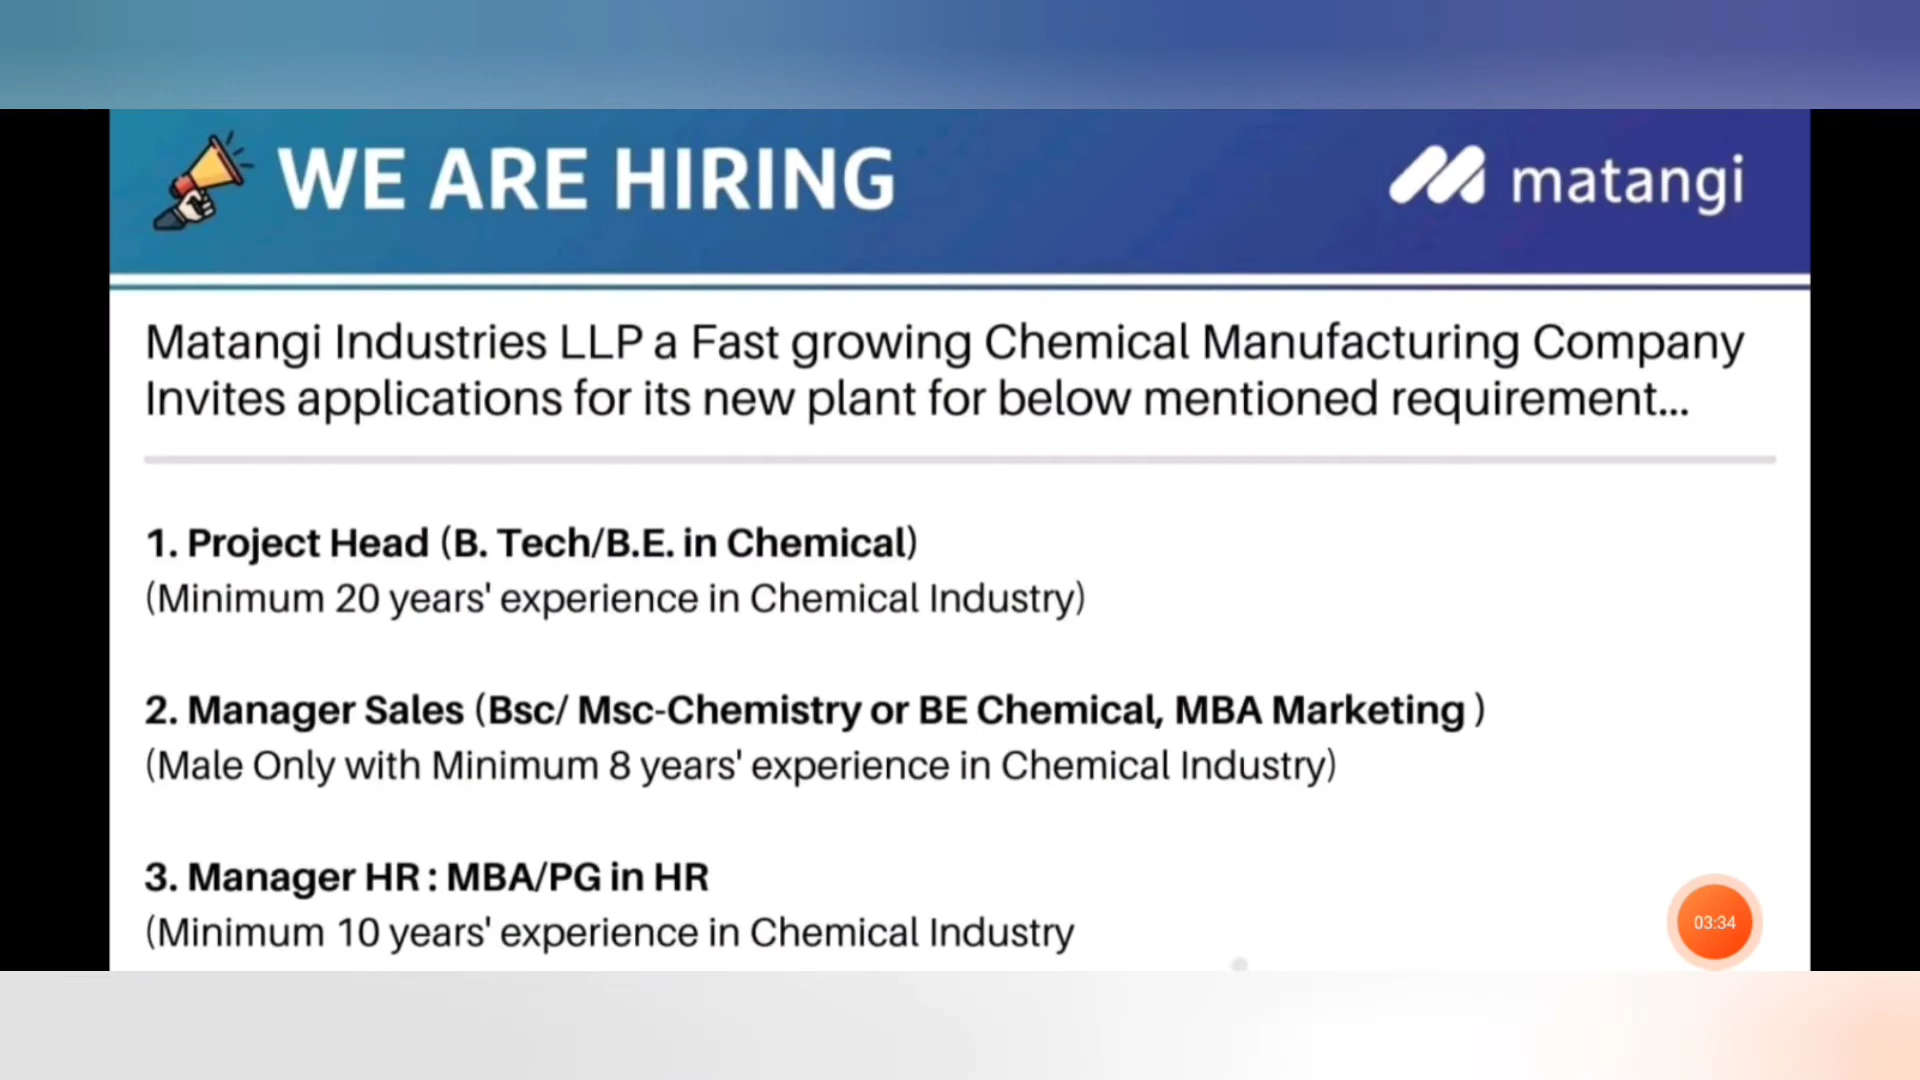 WE ARE HIRING
matangi
Matangi Industries LLP a Fast growing Chemical Manufacturing Company
Invites applications for its new plant for below mentioned requirement...
1. Project Head (B. Tech/B.E. in Chemical)
(Minimum 20 years' experience in Chemical Industry)
2. Manager Sales (Bsc/ Msc-Chemistry or BE Chemical, MBA Marketing )
(Male Only with Minimum 8 years' experience in Chemical Industry)
3. Manager HR : MBA/PG in HR
(Minimum 10 years' experience in Chemical Industry
03:34